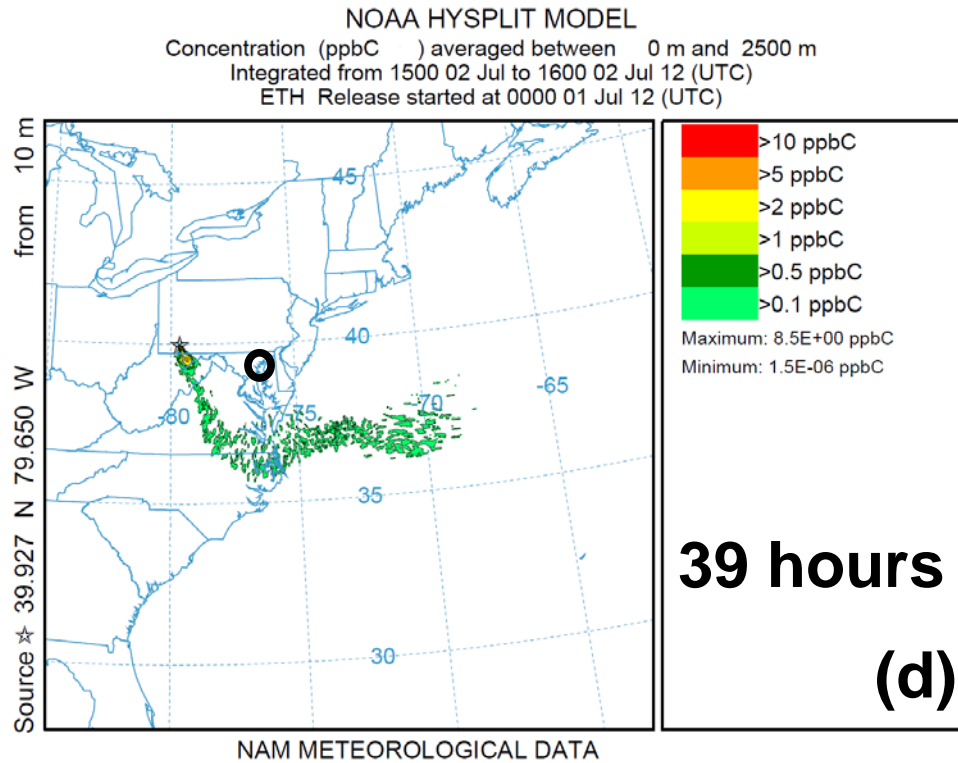 NOAA HYSPLIT MODEL
Concentration (ppbC ) averaged between 0 m and 2500 m
Integrated from 1500 02 Jul to 1600 02 Jul 12 (UTC)
ETH Release started at 0000 01 Jul 12 (UTC)
Source ☆ 39.927 N 79.650 W from 10 m
45
40
-65
-70
-75
-80
35
30
>10 ppbC
>5 ppbC
>2 ppbC
>1 ppbC
>0.5 ppbC
>0.1 ppbC
Maximum: 8.5E+00 ppbC
Minimum: 1.5E-06 ppbC
39 hours
(d)
NAM METEOROLOGICAL DATA